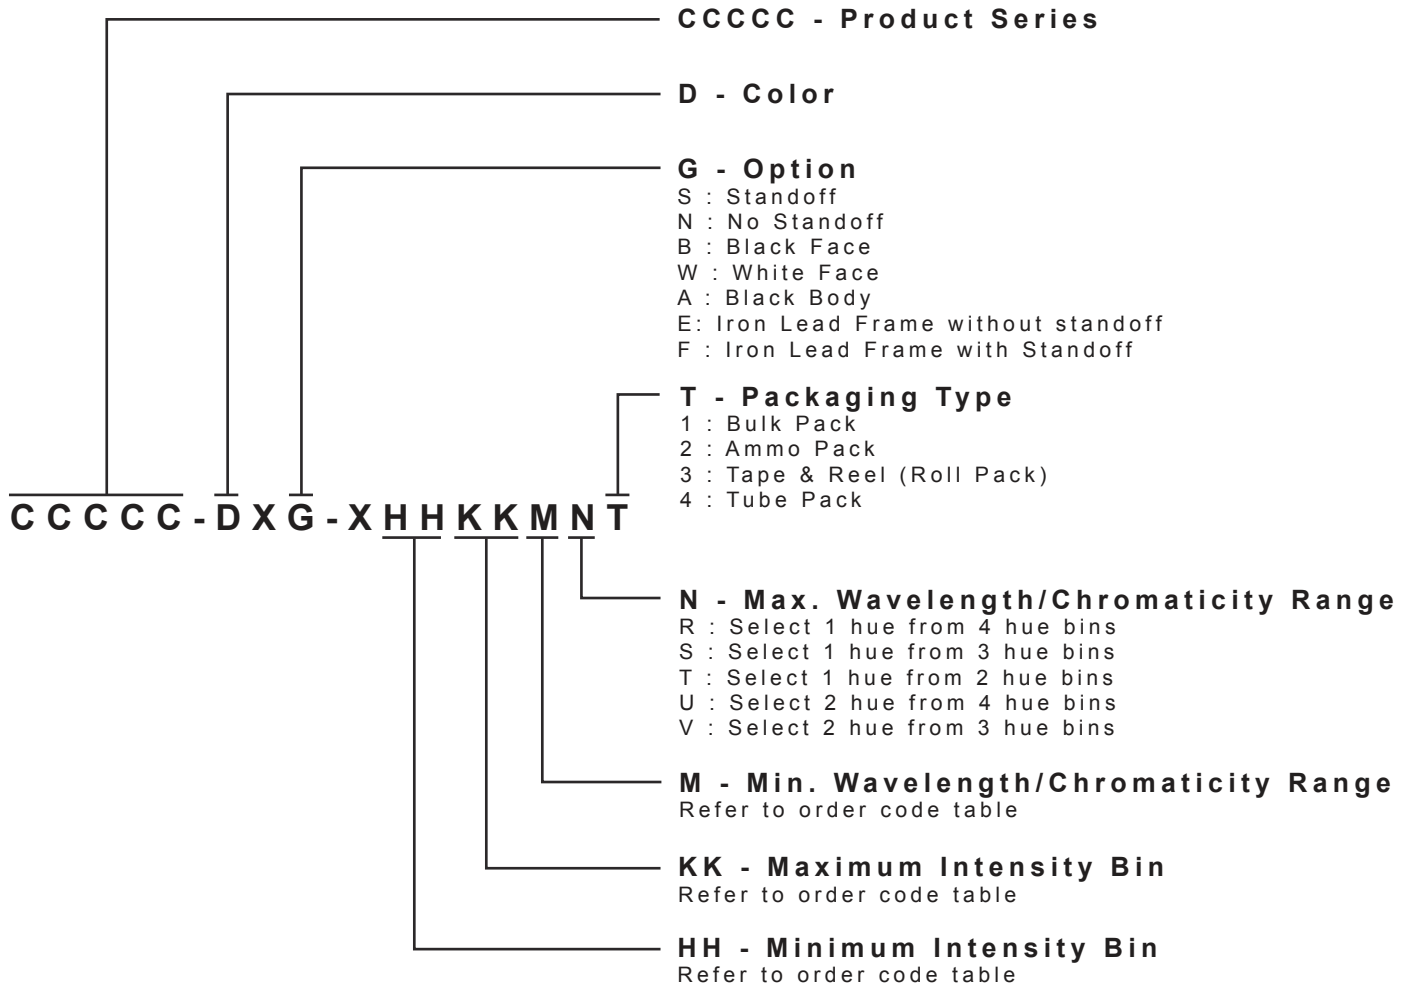 CCCCC - Product Series
D - Color
G - Option
S : Standoff
N : No Standoff
B : Black Face
W : White Face
A : Black Body
E: Iron Lead Frame without standoff
F : Iron Lead Frame with Standoff
T - Packaging Type
1 : Bulk Pack
2 : Ammo Pack
3 : Tape & Reel (Roll Pack)
4 : Tube Pack
CCCCC-DXG-XHHKKMNT
N - Max. Wavelength/Chromaticity Range
R : Select 1 hue from 4 hue bins
S : Select 1 hue from 3 hue bins
T : Select 1 hue from 2 hue bins
U : Select 2 hue from 4 hue bins
V : Select 2 hue from 3 hue bins
M - Min. Wavelength/Chromaticity Range
Refer to order code table
KK - Maximum Intensity Bin
Refer to order code table
HH - Minimum Intensity Bin
Refer to order code table